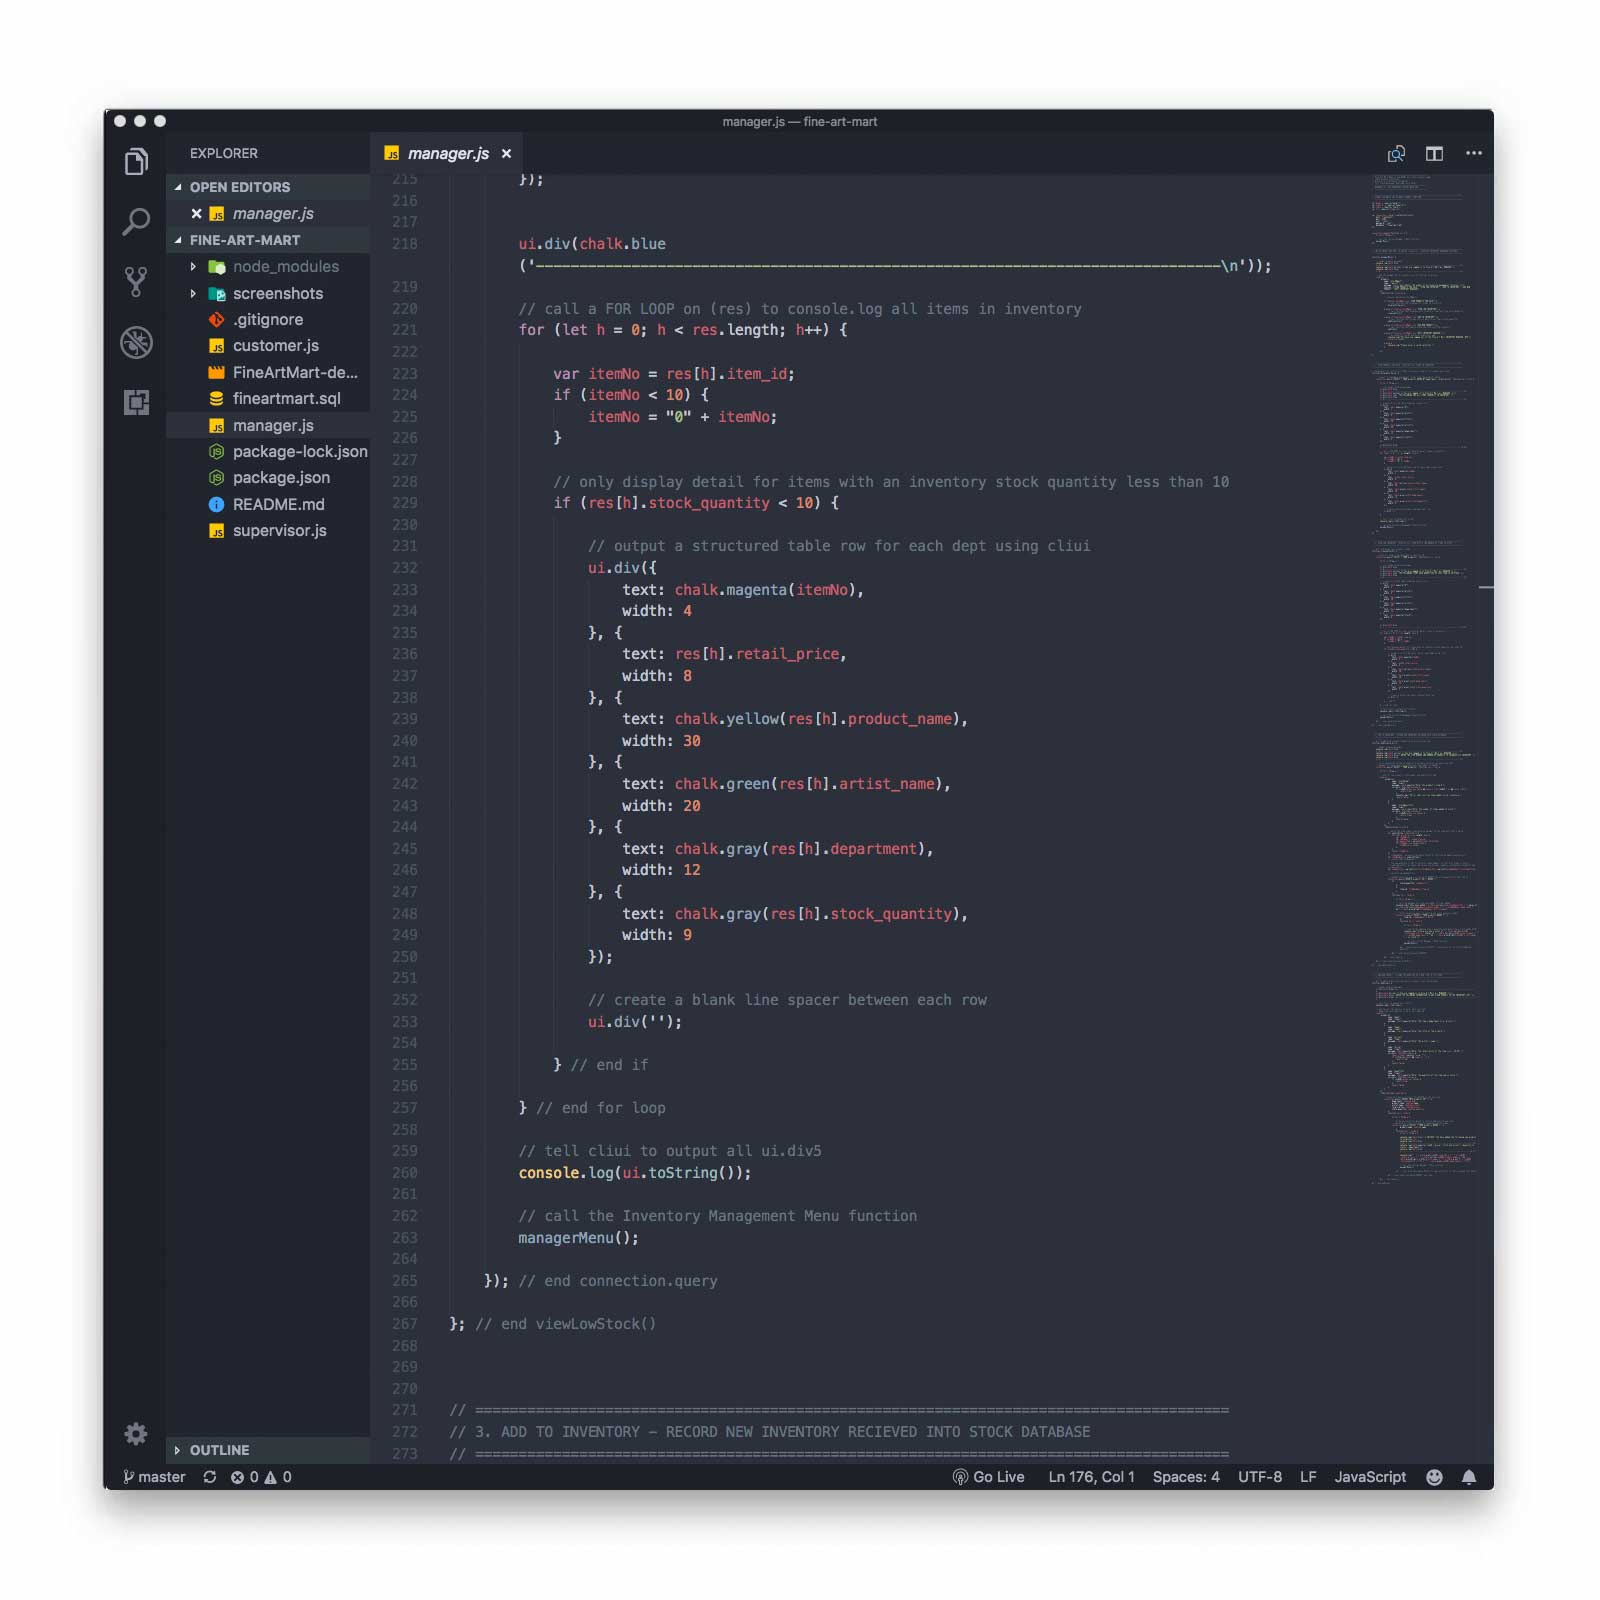 manager.js — fine-art-mart
EXPLORER
OPEN EDITORS
manager.js
FINE-ART-MART
node_modules
screenshots
.gitignore
customer.js
FineArtMart-de...
fineartmart.sql
manager.js
package-lock.json
package.json
README.md
supervisor.js
OUTLINE
manager.js
215 });
216
217
218 ui.div(chalk.blue
('———————————————————————————————————————————————————————————————————————————————\n'));
219
220 // call a FOR LOOP on (res) to console.log all items in inventory
221 for (let h = 0; h < res.length; h++) {
222
223 var itemNo = res[h].item_id;
224 if (itemNo < 10) {
225 itemNo = "0" + itemNo;
226 }
227
228 // only display detail for items with an inventory stock quantity less than 10
229 if (res[h].stock_quantity < 10) {
230
231 // output a structured table row for each dept using cliui
232 ui.div({
233 text: chalk.magenta(itemNo),
234 width: 4
235 }, {
236 text: res[h].retail_price,
237 width: 8
238 }, {
239 text: chalk.yellow(res[h].product_name),
240 width: 30
241 }, {
242 text: chalk.green(res[h].artist_name),
243 width: 20
244 }, {
245 text: chalk.gray(res[h].department),
246 width: 12
247 }, {
248 text: chalk.gray(res[h].stock_quantity),
249 width: 9
250 });
251
252 // create a blank line spacer between each row
253 ui.div('');
254
255 } // end if
256
257 } // end for loop
258
259 // tell cliui to output all ui.div5
260 console.log(ui.toString());
261
262 // call the Inventory Management Menu function
263 managerMenu();
264
265 }); // end connection.query
266
267 }; // end viewLowStock()
268
269
270
271 // =======================================================================================
272 // 3. ADD TO INVENTORY – RECORD NEW INVENTORY RECIEVED INTO STOCK DATABASE
273 // =======================================================================================
master 0 0 Go Live Ln 176, Col 1 Spaces: 4 UTF-8 LF JavaScript